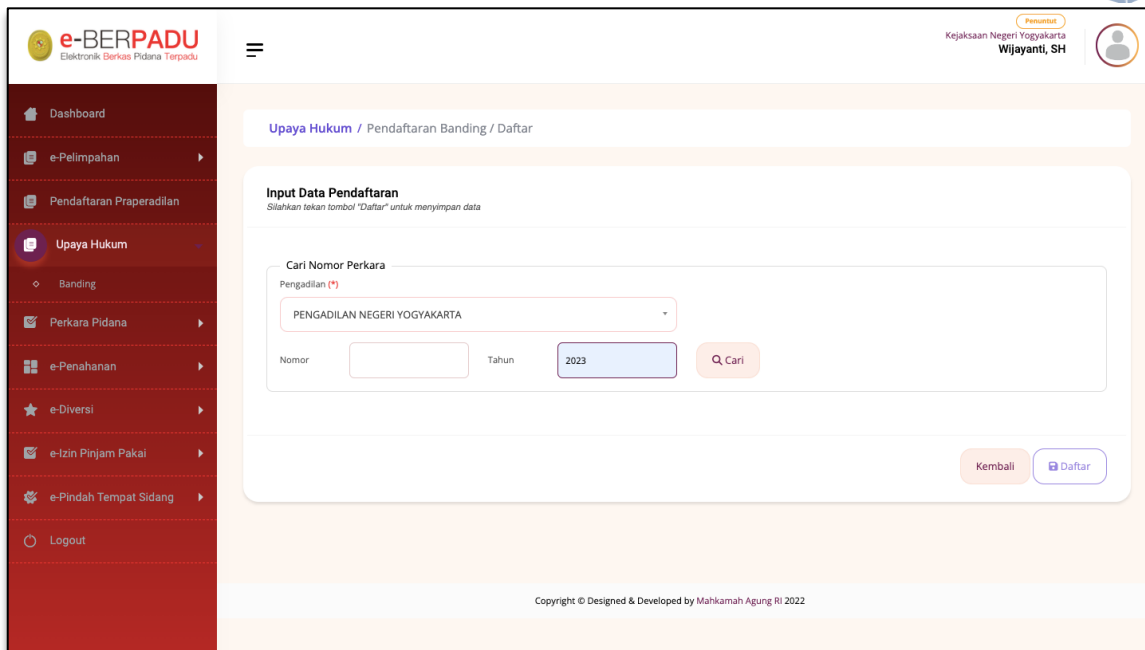 e-BERPADU
Elektronik Berkas Pidana Terpadu
Penuntut
Kejaksaan Negeri Yogyakarta
Wijayanti, SH
Dashboard
e-Pelimpahan
Pendaftaran Praperadilan
Upaya Hukum
Banding
Perkara Pidana
e-Penahanan
e-Diversi
e-Izin Pinjam Pakai
e-Pindah Tempat Sidang
Logout
Upaya Hukum / Pendaftaran Banding / Daftar
Input Data Pendaftaran
Silahkan tekan tombol "Daftar" untuk menyimpan data
Cari Nomor Perkara
Pengadilan (*)
PENGADILAN NEGERI YOGYAKARTA
Nomor Tahun 2023 Cari
Kembali Daftar
Copyright © Designed & Developed by Mahkamah Agung RI 2022